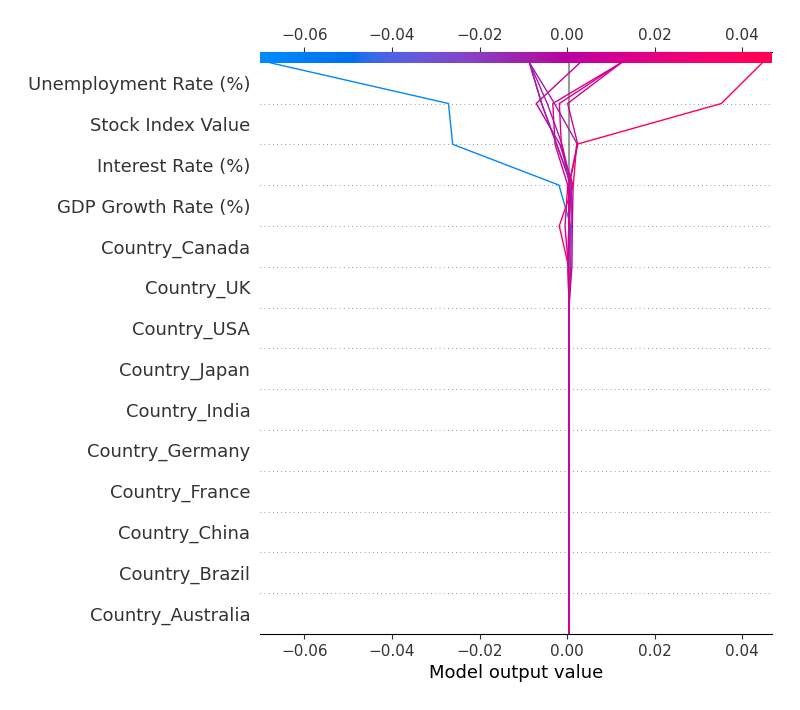 −0.06 −0.04 −0.02 0.00 0.02 0.04
Unemployment Rate (%)
Stock Index Value
Interest Rate (%)
GDP Growth Rate (%)
Country_Canada
Country_UK
Country_USA
Country_Japan
Country_India
Country_Germany
Country_France
Country_China
Country_Brazil
Country_Australia
−0.06 −0.04 −0.02 0.00 0.02 0.04
Model output value